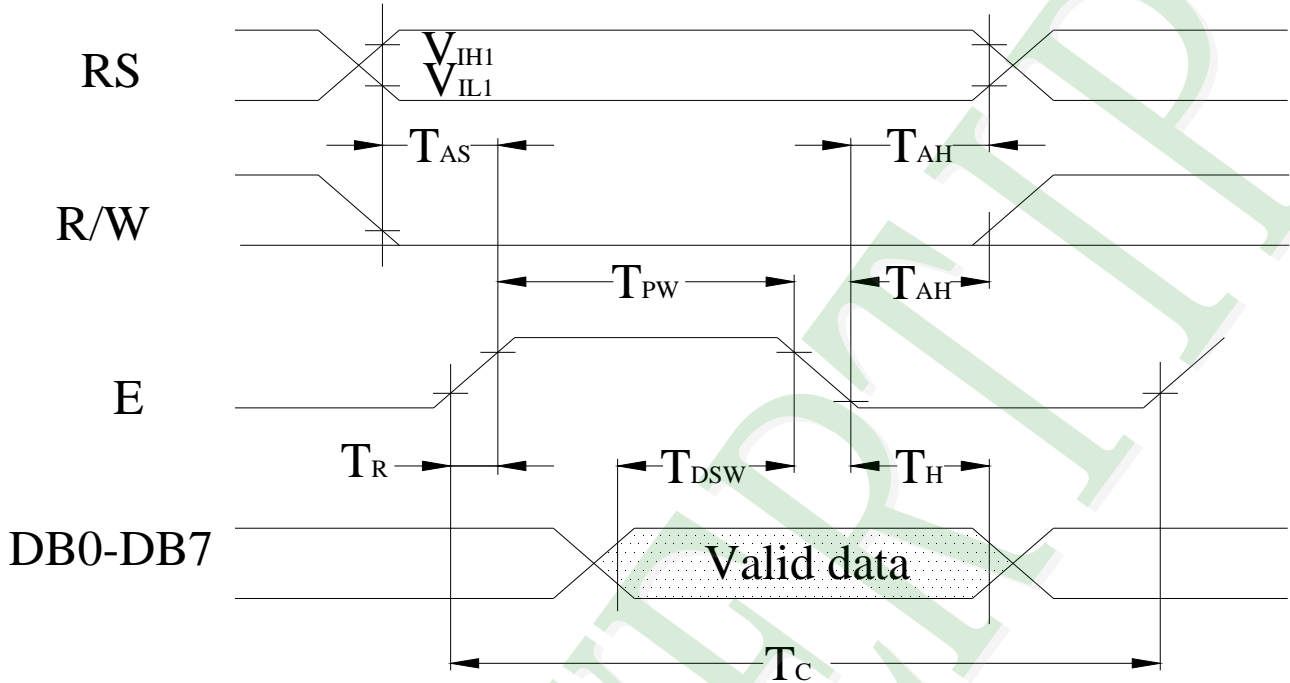 RS
VIH1
VIL1
TAS
TAH
R/W
TPW
TAH
E
TR
TDSW
TH
DB0-DB7
Valid data
TC